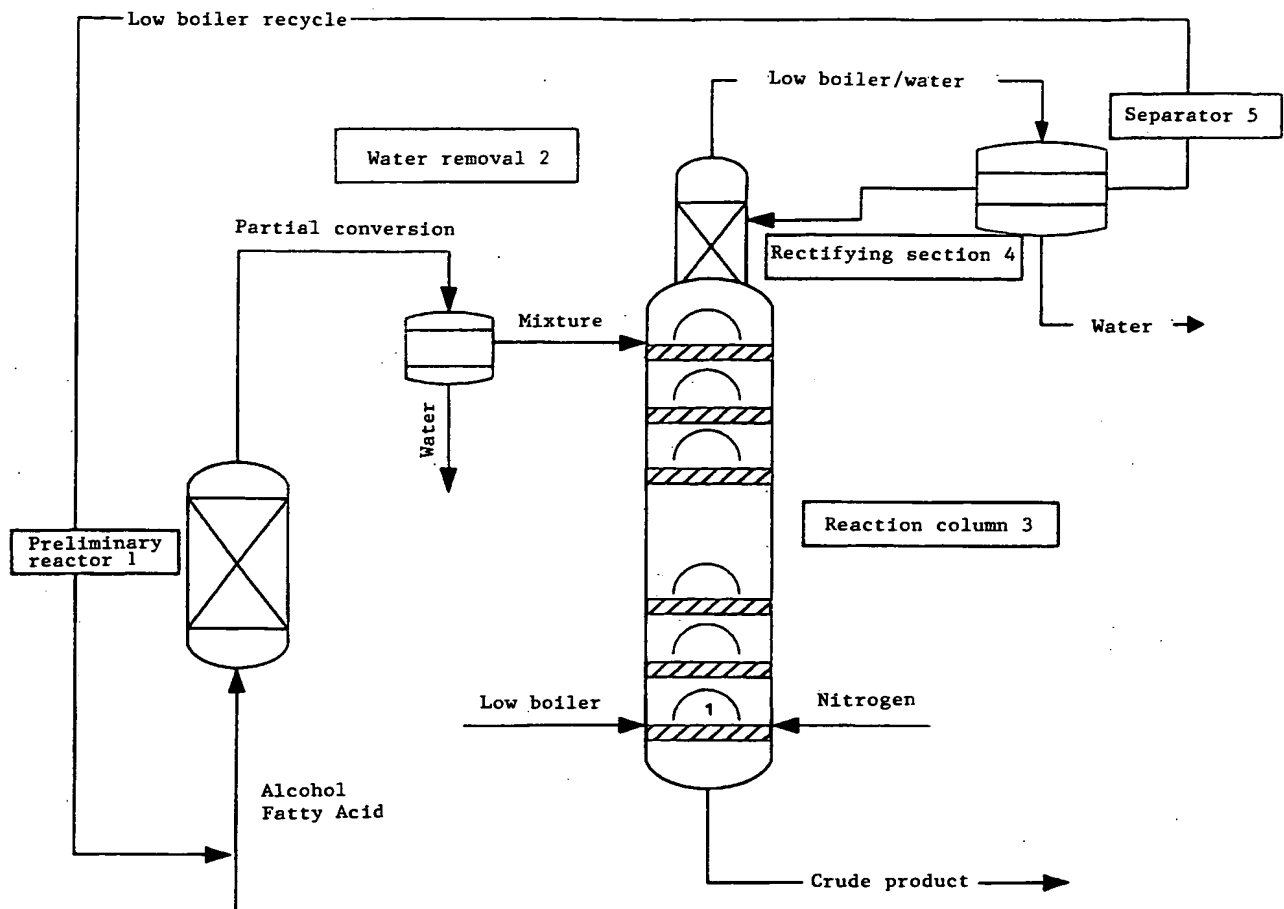 Low boiler recycle
Low boiler/water
Separator 5
Water removal 2
Partial conversion
Rectifying section 4
Mixture
Water
Water
Preliminary
reactor 1
Reaction column 3
Low boiler
1
Nitrogen
Alcohol
Fatty Acid
Crude product